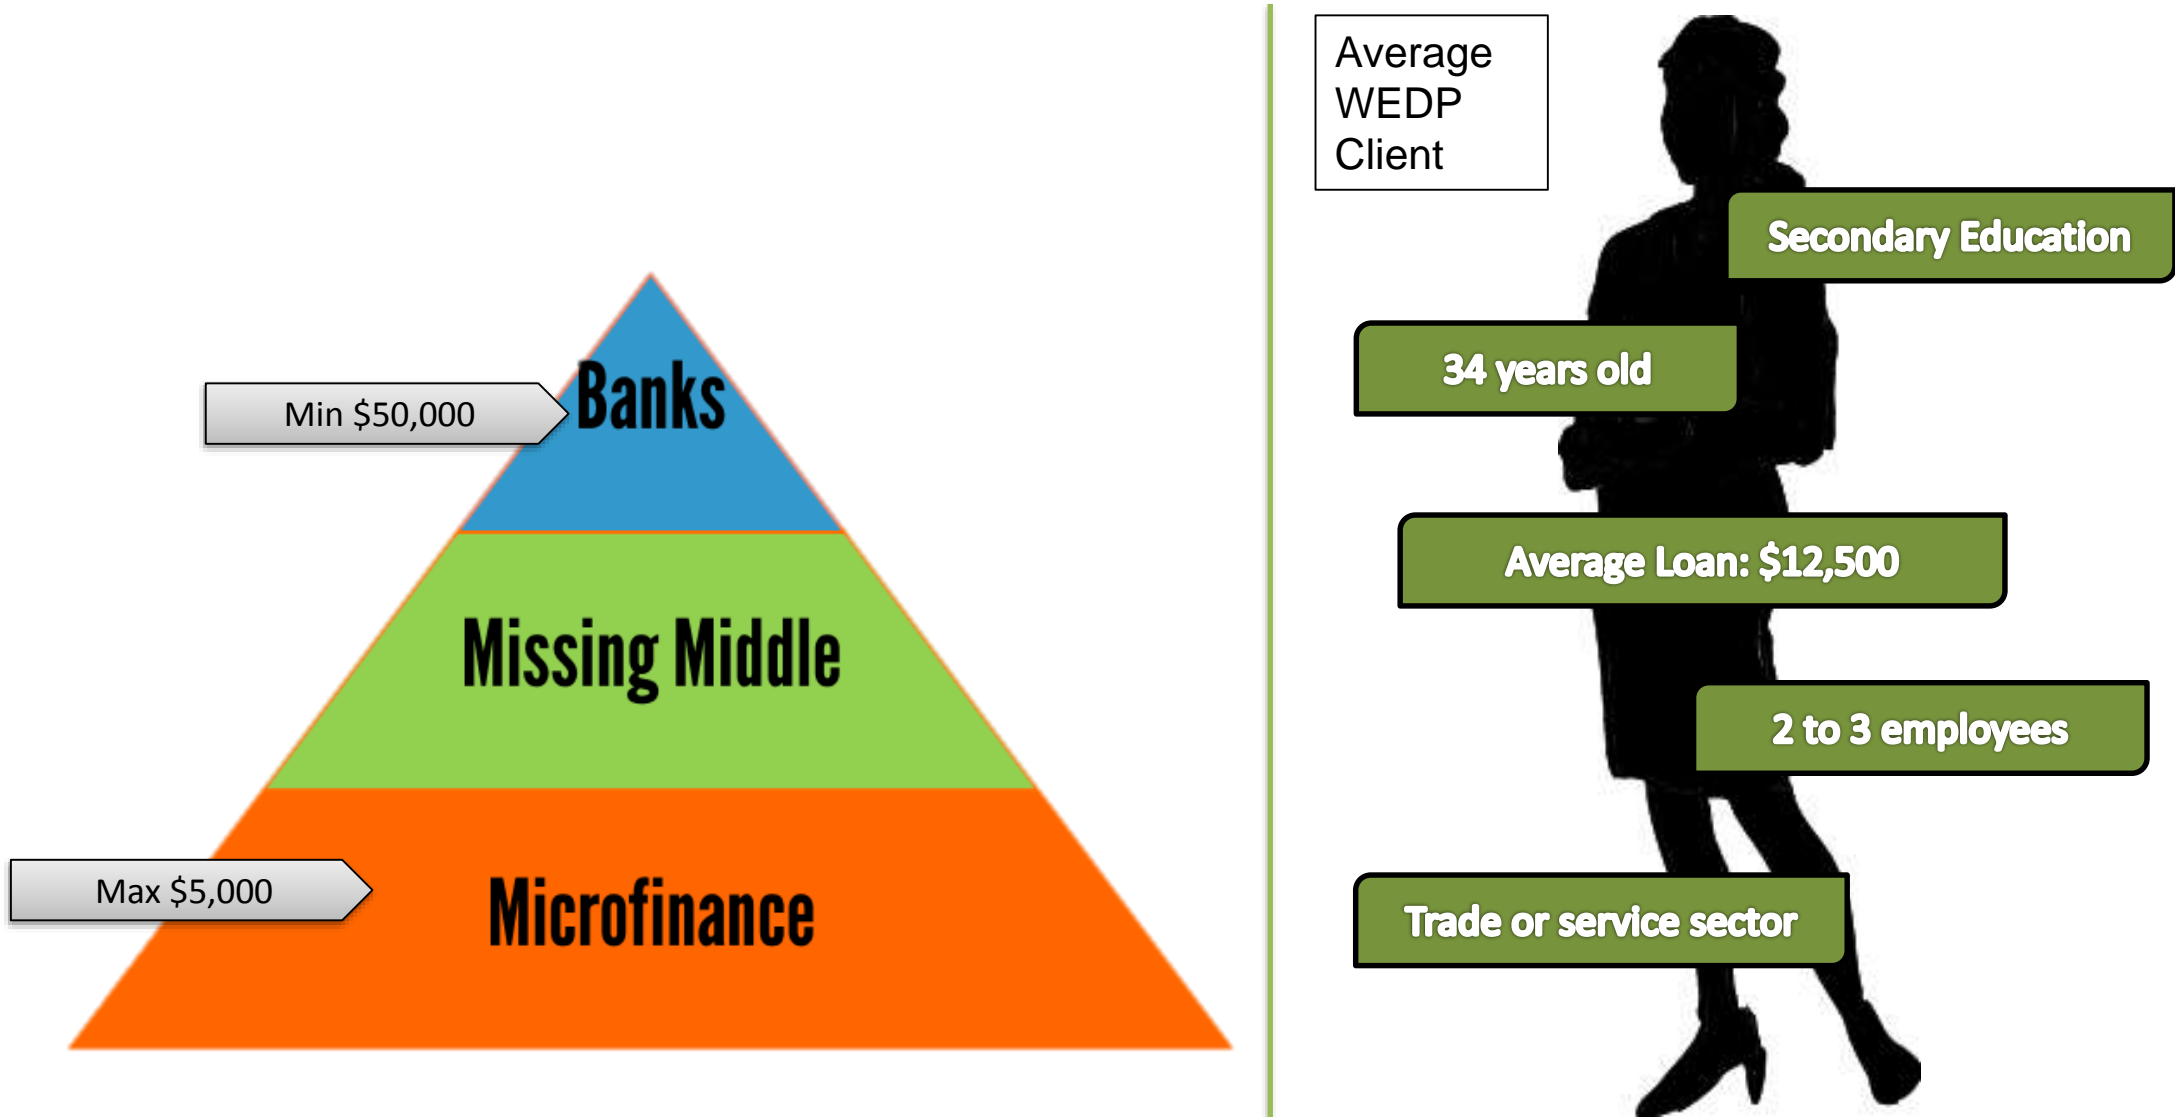 Min $50,000
Banks
Missing Middle
Max $5,000
Microfinance
Average
WEDP
Client
Secondary Education
34 years old
Average Loan: $12,500
2 to 3 employees
Trade or service sector